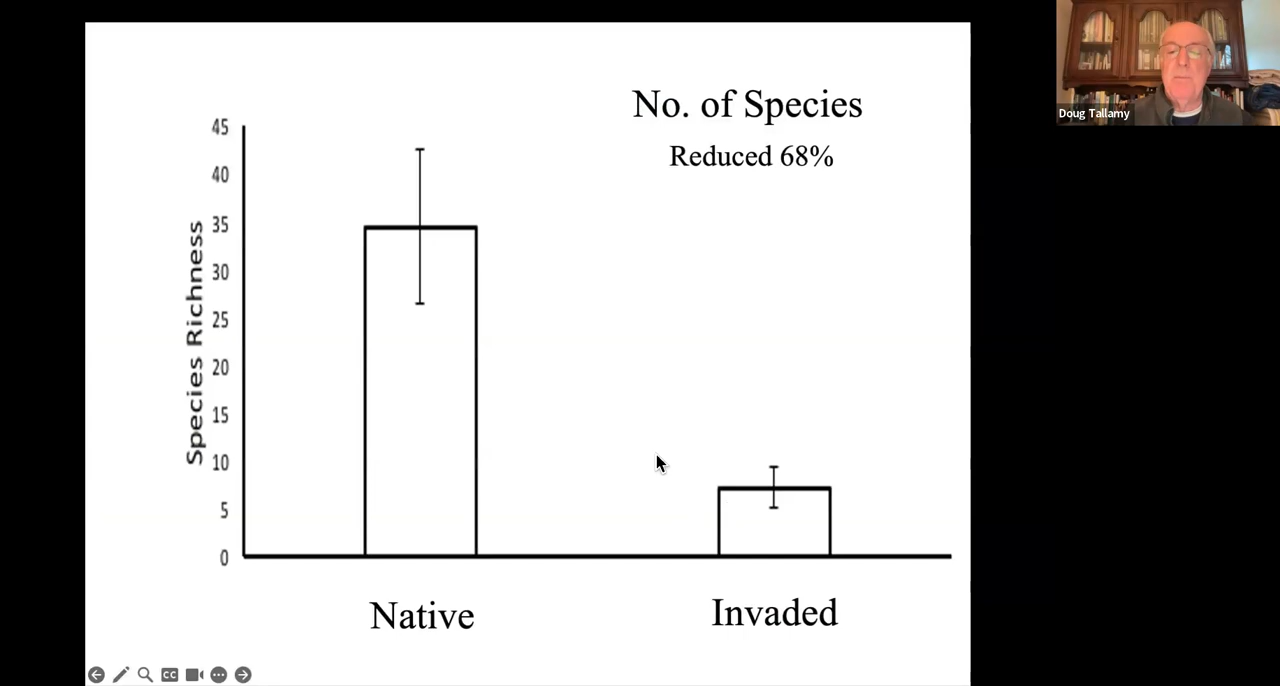 No. of Species
Reduced 68%
Species Richness
45
40
35
30
25
20
15
10
5
0
Native
Invaded
Doug Tallamy
CC